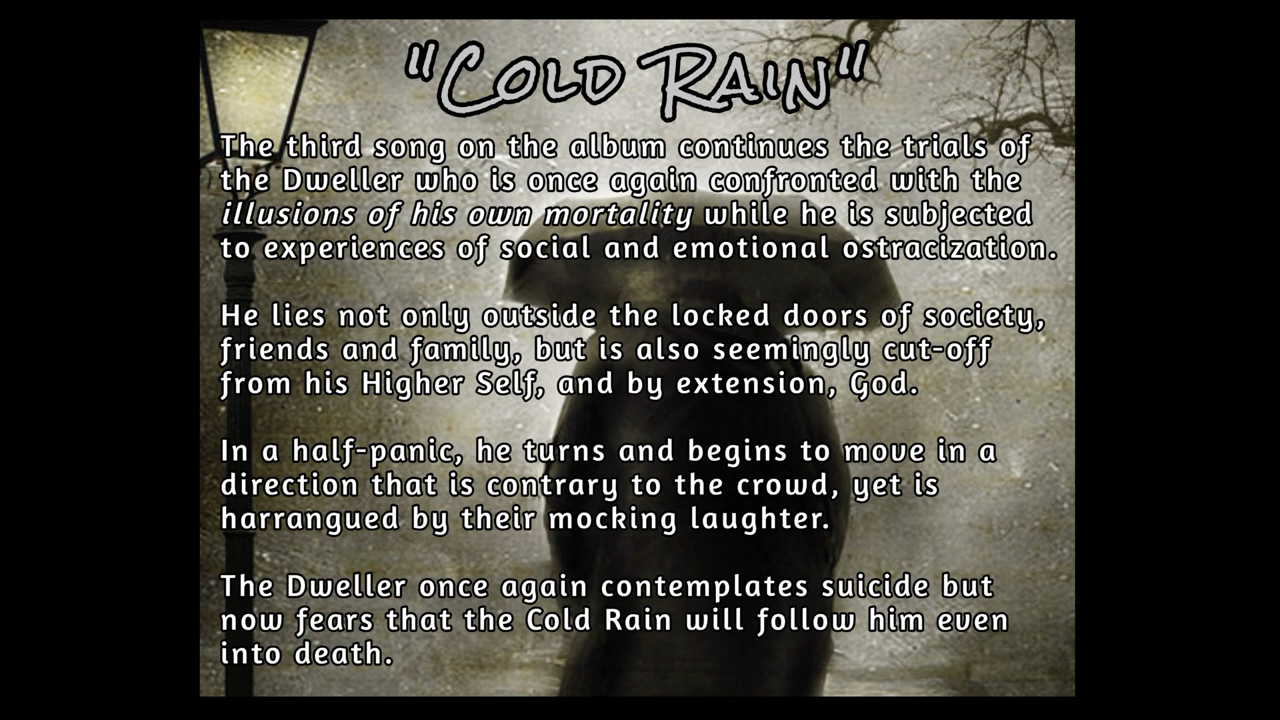 "COLD RAIN"
The third song on the album continues the trials of
the Dweller who is once again confronted with the
illusions of his own mortality while he is subjected
to experiences of social and emotional ostracization.
He lies not only outside the locked doors of society,
friends and family, but is also seemingly cut-off
from his Higher Self, and by extension, God.
In a half-panic, he turns and begins to move in a
direction that is contrary to the crowd, yet is
harrangued by their mocking laughter.
The Dweller once again contemplates suicide but
now fears that the Cold Rain will follow him even
into death.